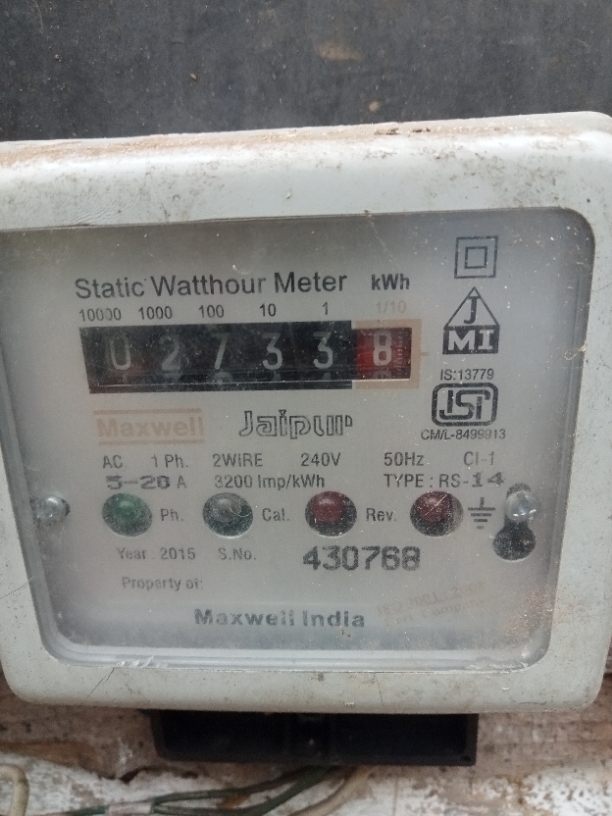 Static Watthour Meter kWh
10000 1000 100 10 1 1/10
0 2 7 3 3 8
J
MI
IS:13779
ISI
CM/L-8499913
Maxwell Jaipur
AC 1 Ph. 2WIRE 240V 50Hz Cl-1
5-20 A 3200 Imp/kWh TYPE : RS-14
Ph. Cal. Rev.
Year : 2015 S.No. 430768
Property of:
Maxwell India